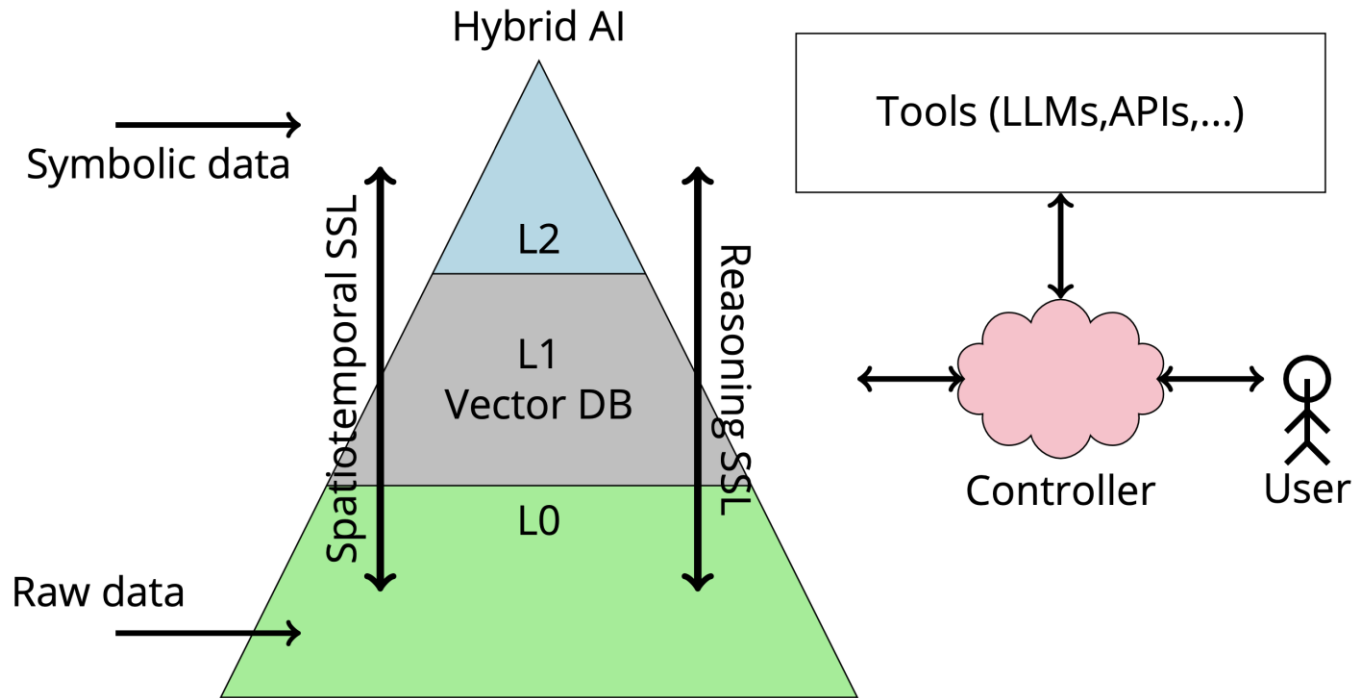 Hybrid AI
Tools (LLMs,APIs,...)
Symbolic data
Spatiotemporal SSL
L2
Reasoning SSL
L1
Vector DB
Controller
User
L0
Raw data